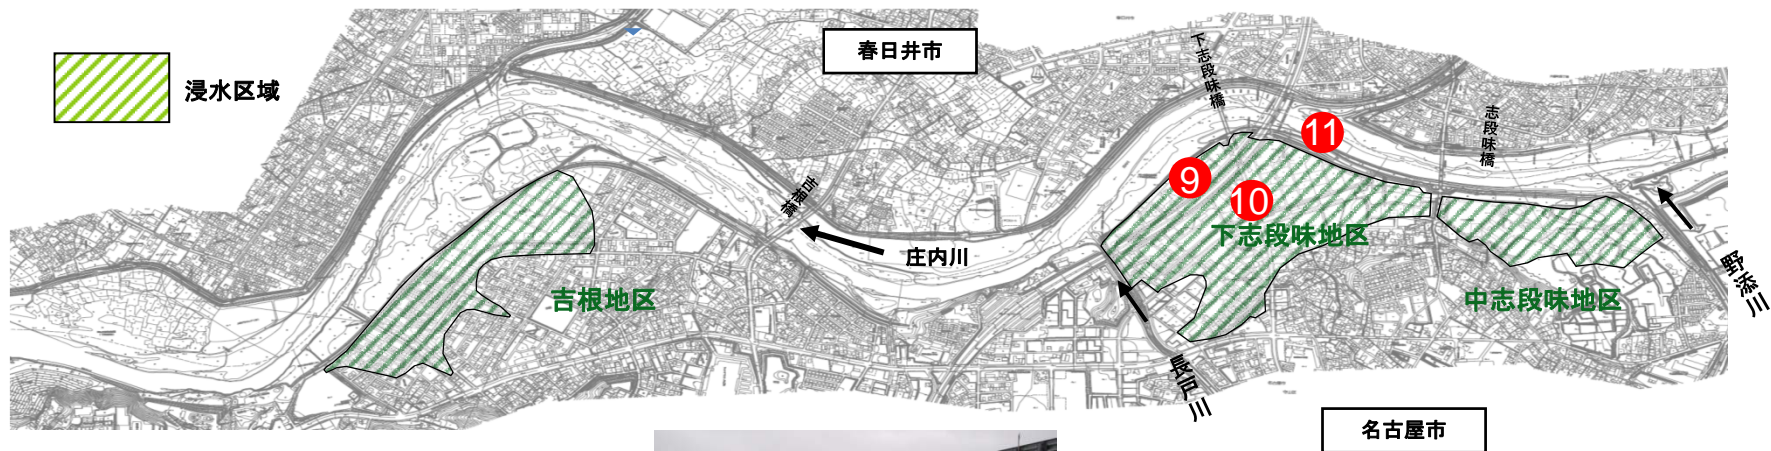 春日井市
浸水区域
下志段味橋
志段味橋
11
9
10
吉根橋
下志段味地区
庄内川
野添川
吉根地区
中志段味地区
長戸川
名古屋市